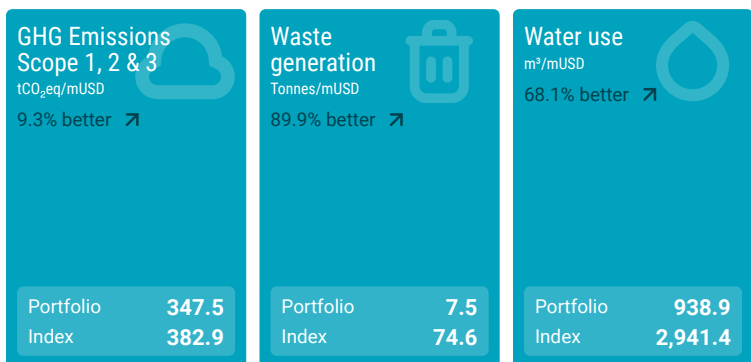 GHG Emissions
Scope 1, 2 & 3
tCO₂eq/mUSD
9.3% better
Portfolio 347.5
Index 382.9
Waste
generation
Tonnes/mUSD
89.9% better
Portfolio 7.5
Index 74.6
Water use
m³/mUSD
68.1% better
Portfolio 938.9
Index 2,941.4